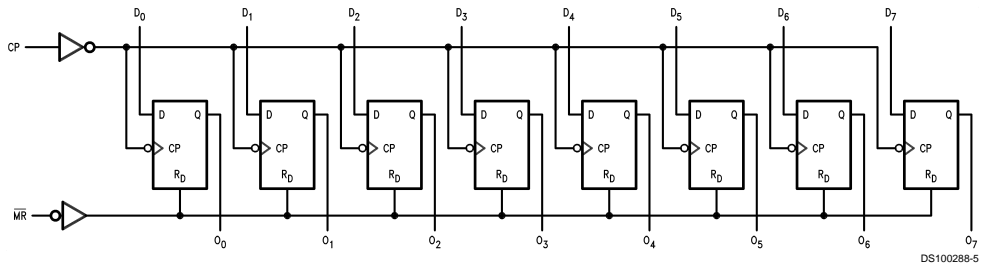 D0 D1 D2 D3 D4 D5 D6 D7
CP
D Q D Q D Q D Q D Q D Q D Q D Q
CP CP CP CP CP CP CP CP
RD RD RD RD RD RD RD RD
M̅R̅
O0 O1 O2 O3 O4 O5 O6 O7
DS100288-5